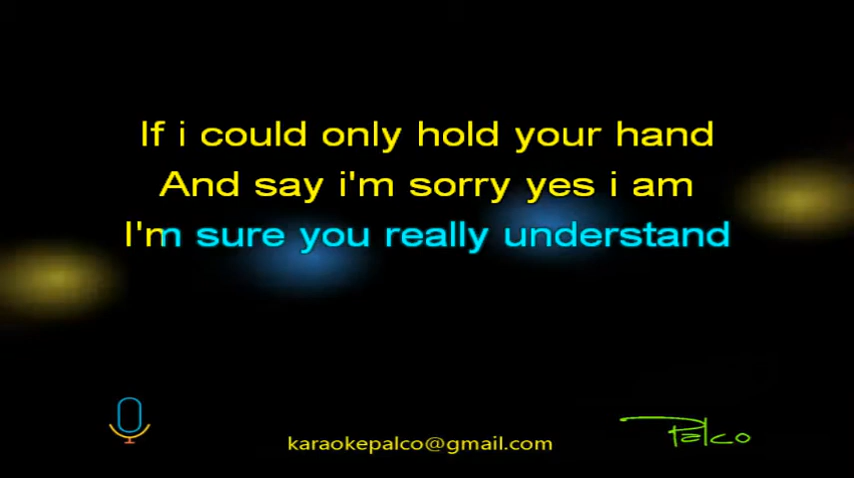 If i could only hold your hand
And say i'm sorry yes i am
I'm sure you really understand
karaokepalco@gmail.com
Palco